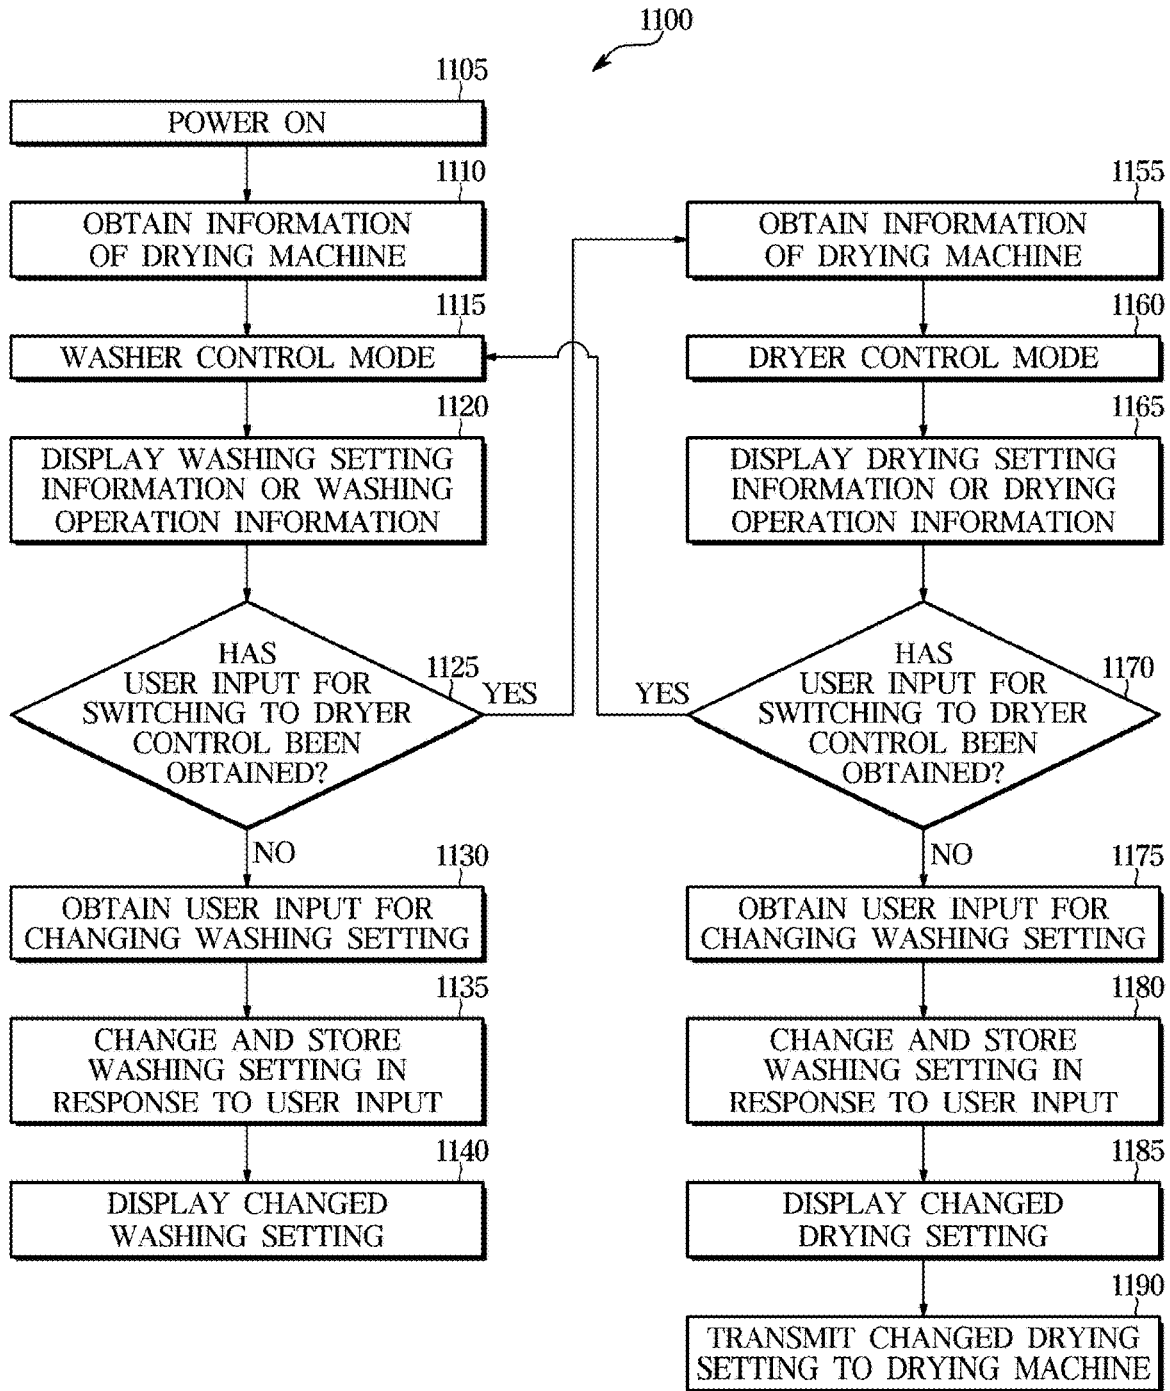 1100
1105
POWER ON
1110
OBTAIN INFORMATION
OF DRYING MACHINE
1115
WASHER CONTROL MODE
1120
DISPLAY WASHING SETTING
INFORMATION OR WASHING
OPERATION INFORMATION
HAS
USER INPUT FOR
SWITCHING TO DRYER
CONTROL BEEN
OBTAINED?
1125
YES
NO
1130
OBTAIN USER INPUT FOR
CHANGING WASHING SETTING
1135
CHANGE AND STORE
WASHING SETTING IN
RESPONSE TO USER INPUT
1140
DISPLAY CHANGED
WASHING SETTING
1155
OBTAIN INFORMATION
OF DRYING MACHINE
1160
DRYER CONTROL MODE
1165
DISPLAY DRYING SETTING
INFORMATION OR DRYING
OPERATION INFORMATION
YES
HAS
USER INPUT FOR
SWITCHING TO DRYER
CONTROL BEEN
OBTAINED?
1170
NO
1175
OBTAIN USER INPUT FOR
CHANGING WASHING SETTING
1180
CHANGE AND STORE
WASHING SETTING IN
RESPONSE TO USER INPUT
1185
DISPLAY CHANGED
DRYING SETTING
1190
TRANSMIT CHANGED DRYING
SETTING TO DRYING MACHINE